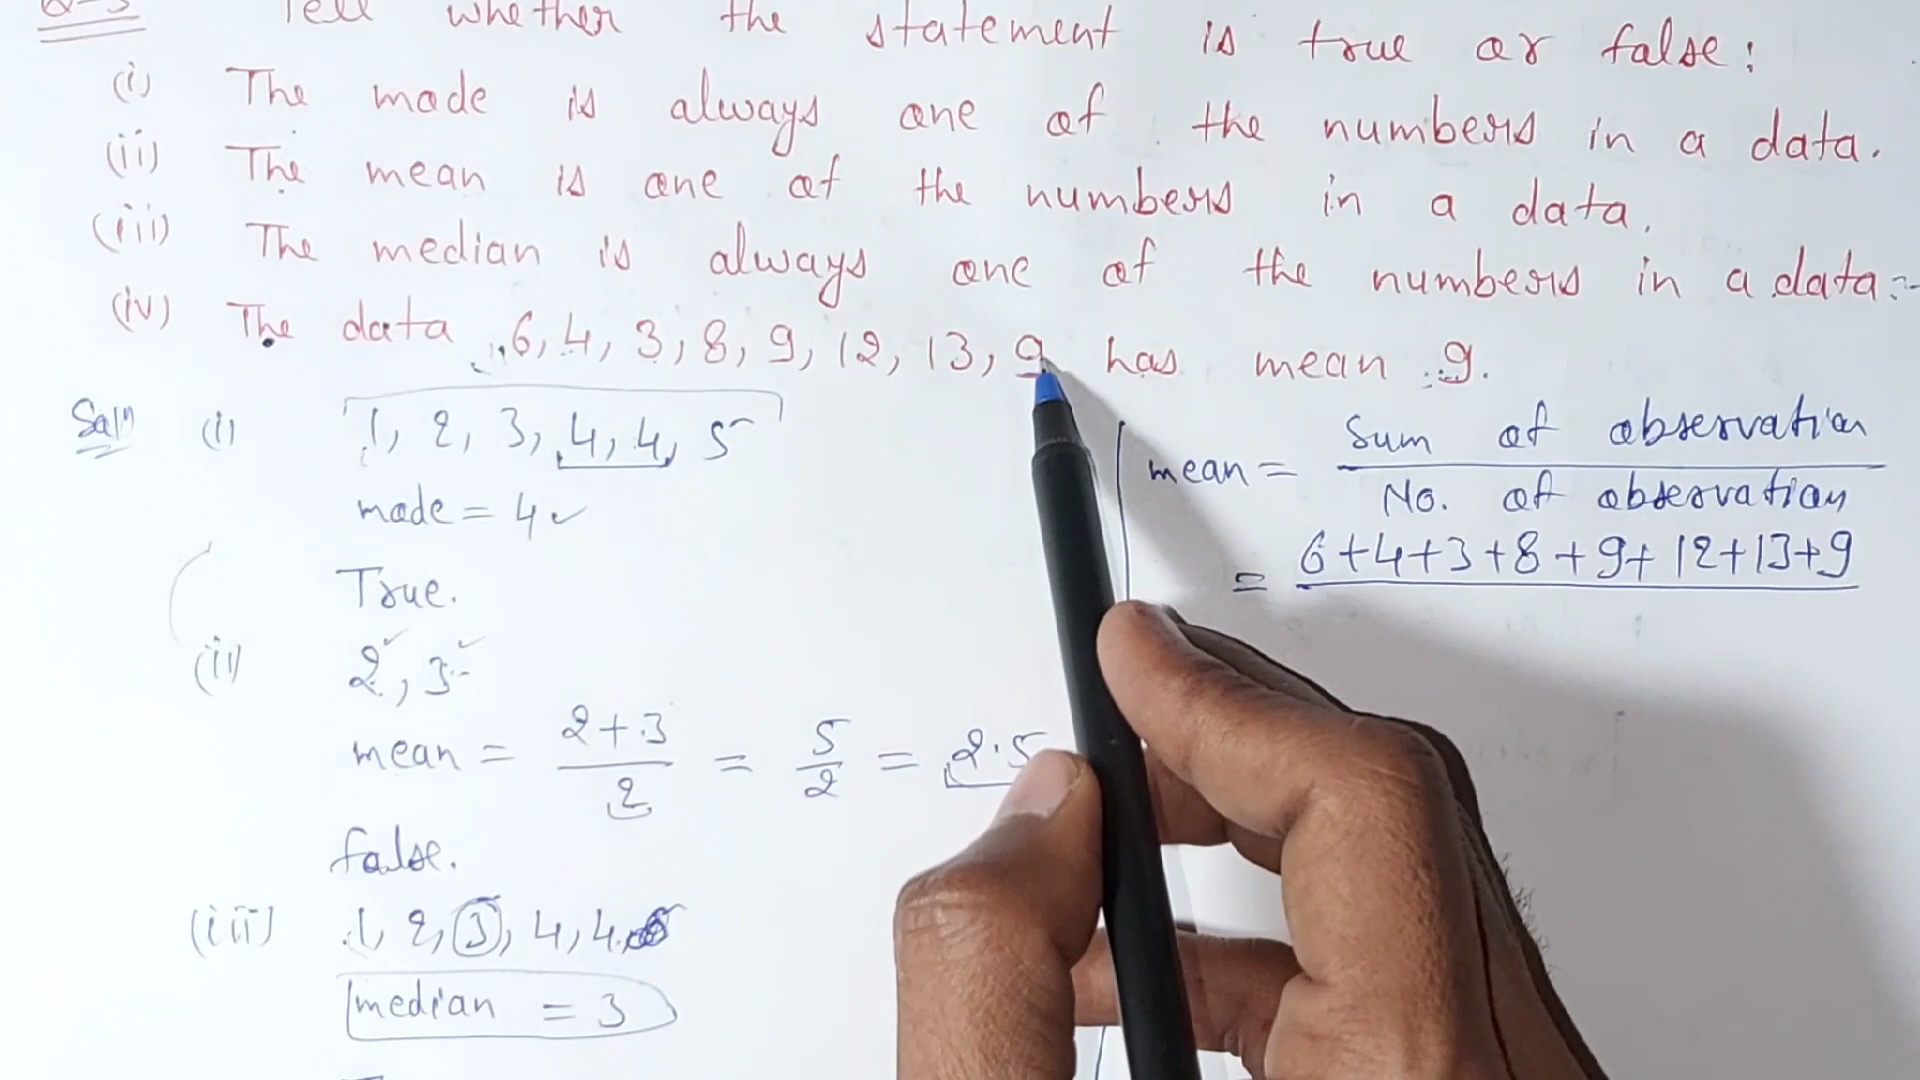 Q-5 Tell whether the statement is true or false:
(i) The mode is always one of the numbers in a data.
(ii) The mean is one of the numbers in a data.
(iii) The median is always one of the numbers in a data:-
(iv) The data 6, 4, 3, 8, 9, 12, 13, 9 has mean 9.
Solⁿ (i) 1, 2, 3, 4, 4, 5
mode = 4 ✓
True.
(ii) 2, 3
mean = 2+3/2 = 5/2 = 2.5
false.
(iii) 1, 2, 3, 4, 4
median = 3
mean = Sum of observation
No. of observation
= 6+4+3+8+9+12+13+9